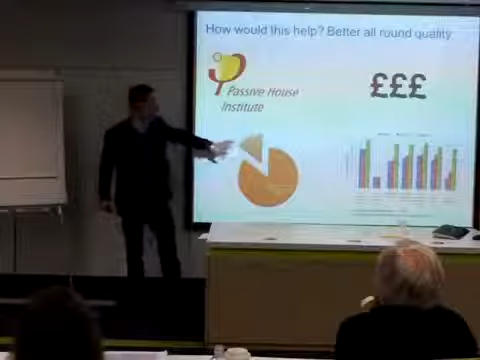 How would this help? Better all round quality
Passive House
Institute
£££